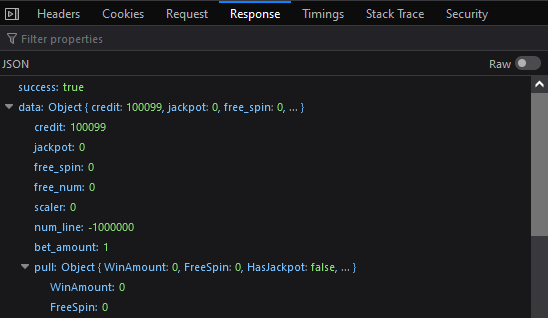 Headers Cookies Request Response Timings Stack Trace Security
Filter properties
JSON Raw
success: true
data: Object { credit: 100099, jackpot: 0, free_spin: 0, … }
credit: 100099
jackpot: 0
free_spin: 0
free_num: 0
scaler: 0
num_line: -1000000
bet_amount: 1
pull: Object { WinAmount: 0, FreeSpin: 0, HasJackpot: false, … }
WinAmount: 0
FreeSpin: 0